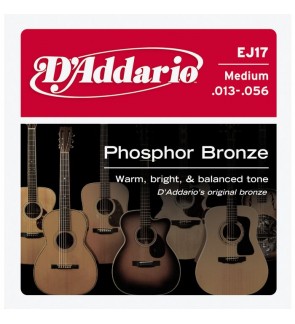 EJ17
D'Addario
Medium
.013-.056
Phosphor Bronze
Warm, bright, & balanced tone
D'Addario's original bronze